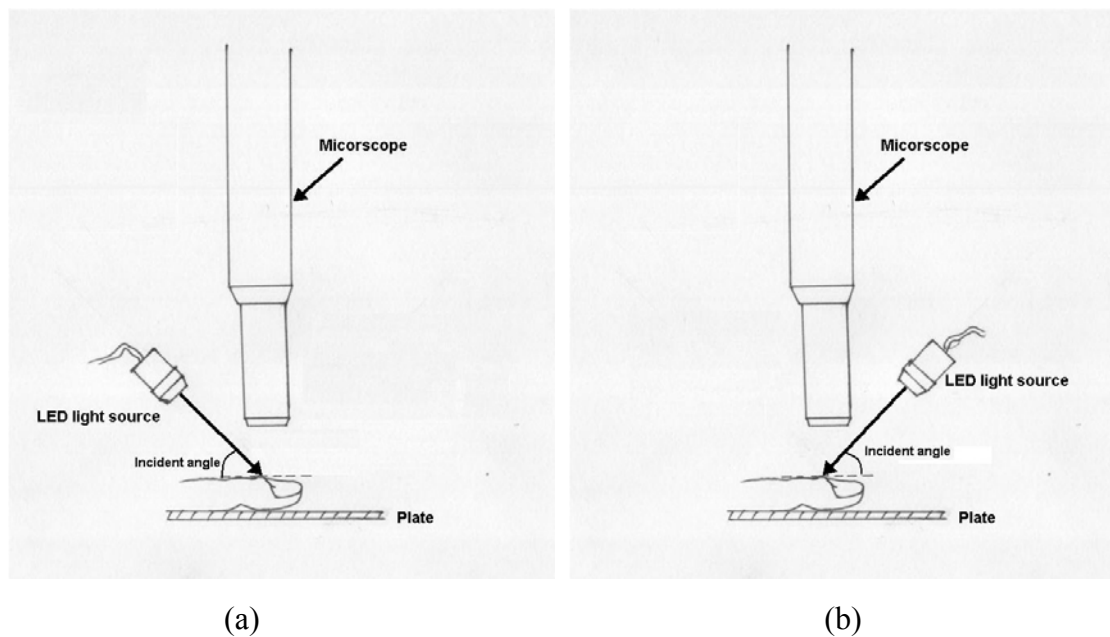 Micorscope
LED light source
Incident angle
Plate
(a)
Micorscope
LED light source
Incident angle
Plate
(b)